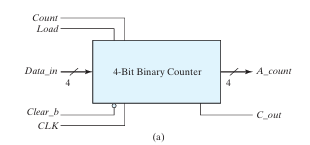 Count
Load
Data_in
4
4-Bit Binary Counter
4
A_count
Clear_b
CLK
C_out
(a)